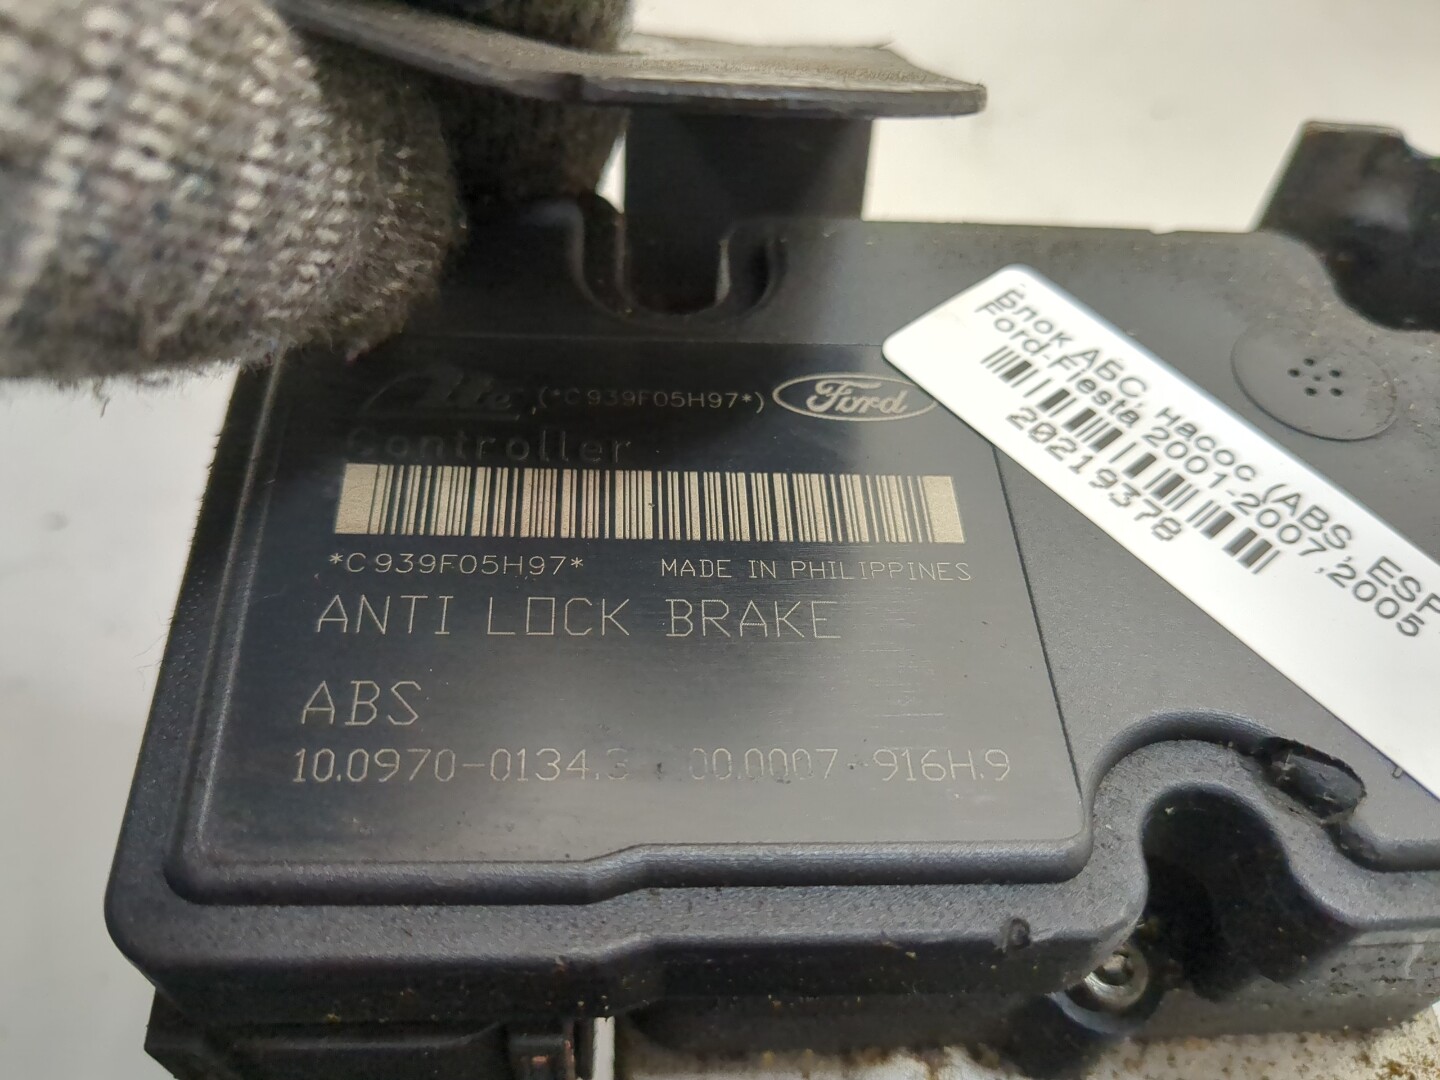 Ate (*C939F05H97*) Ford
Controller
*C939F05H97* MADE IN PHILIPPINES
ANTI LOCK BRAKE
ABS
10.0970-0134.3 00.0007-916H.9
Блок АБС, насос (ABS, ESP
Ford-Fiesta 2001-2007,2005
20219378